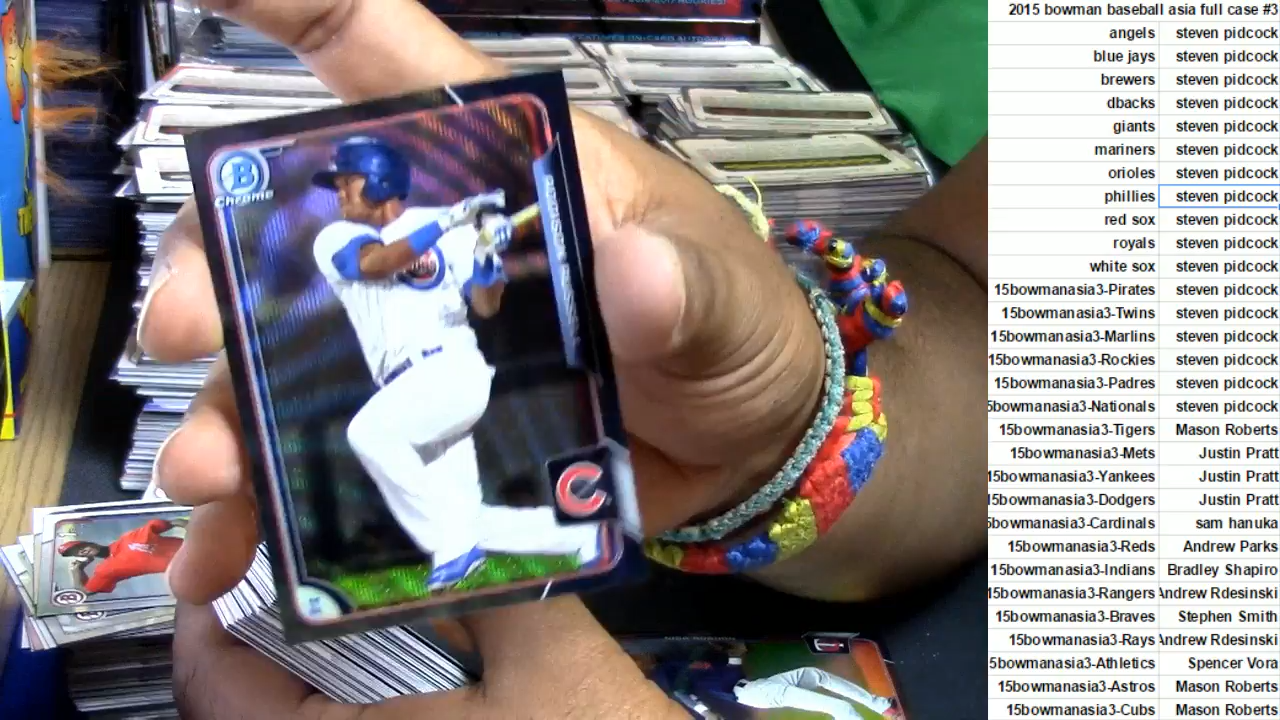 2015 bowman baseball asia full case #3
angels steven pidcock
blue jays steven pidcock
brewers steven pidcock
dbacks steven pidcock
giants steven pidcock
mariners steven pidcock
orioles steven pidcock
phillies steven pidcock
red sox steven pidcock
royals steven pidcock
white sox steven pidcock
15bowmanasia3-Pirates steven pidcock
15bowmanasia3-Twins steven pidcock
15bowmanasia3-Marlins steven pidcock
15bowmanasia3-Rockies steven pidcock
15bowmanasia3-Padres steven pidcock
5bowmanasia3-Nationals steven pidcock
15bowmanasia3-Tigers Mason Roberts
15bowmanasia3-Mets Justin Pratt
15bowmanasia3-Yankees Justin Pratt
15bowmanasia3-Dodgers Justin Pratt
5bowmanasia3-Cardinals sam hanuka
15bowmanasia3-Reds Andrew Parks
15bowmanasia3-Indians Bradley Shapiro
15bowmanasia3-Rangers Andrew Rdesinski
15bowmanasia3-Braves Stephen Smith
15bowmanasia3-Rays Andrew Rdesinski
5bowmanasia3-Athletics Spencer Vora
15bowmanasia3-Astros Mason Roberts
15bowmanasia3-Cubs Mason Roberts
B
Chrome
C